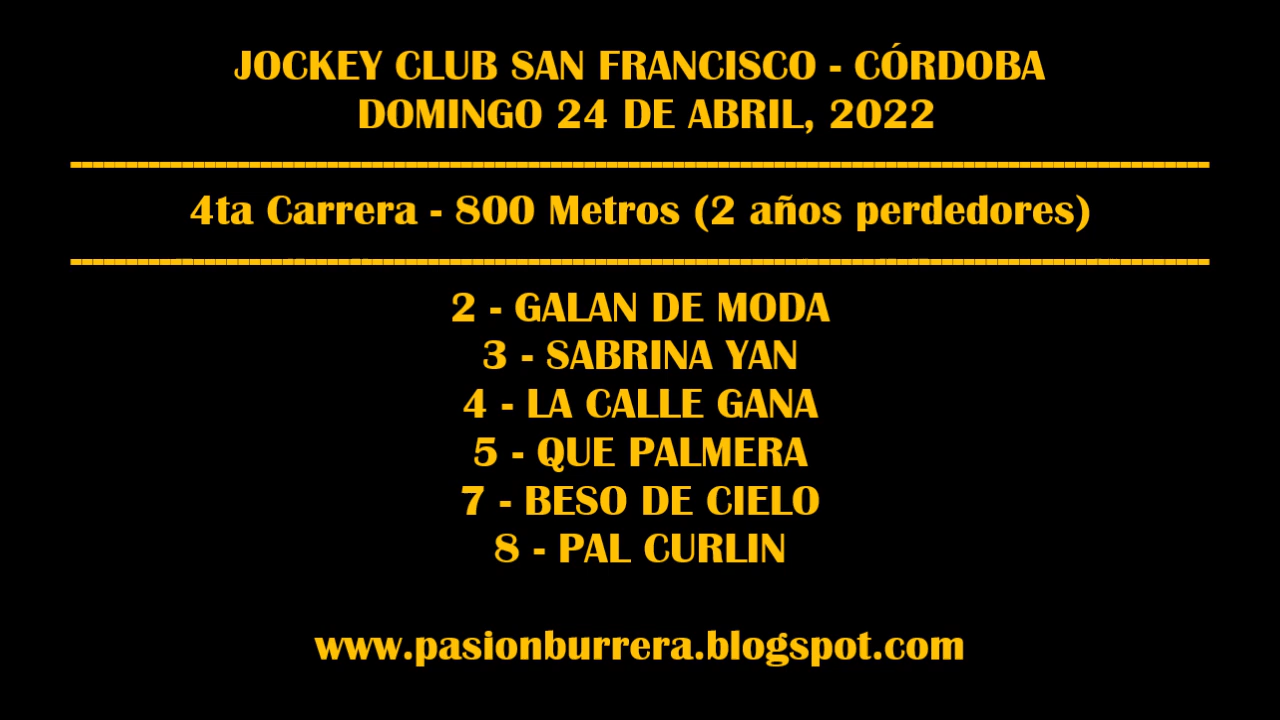 JOCKEY CLUB SAN FRANCISCO - CÓRDOBA
DOMINGO 24 DE ABRIL, 2022
4ta Carrera - 800 Metros (2 años perdedores)
2 - GALAN DE MODA
3 - SABRINA YAN
4 - LA CALLE GANA
5 - QUE PALMERA
7 - BESO DE CIELO
8 - PAL CURLIN
www.pasionburrera.blogspot.com